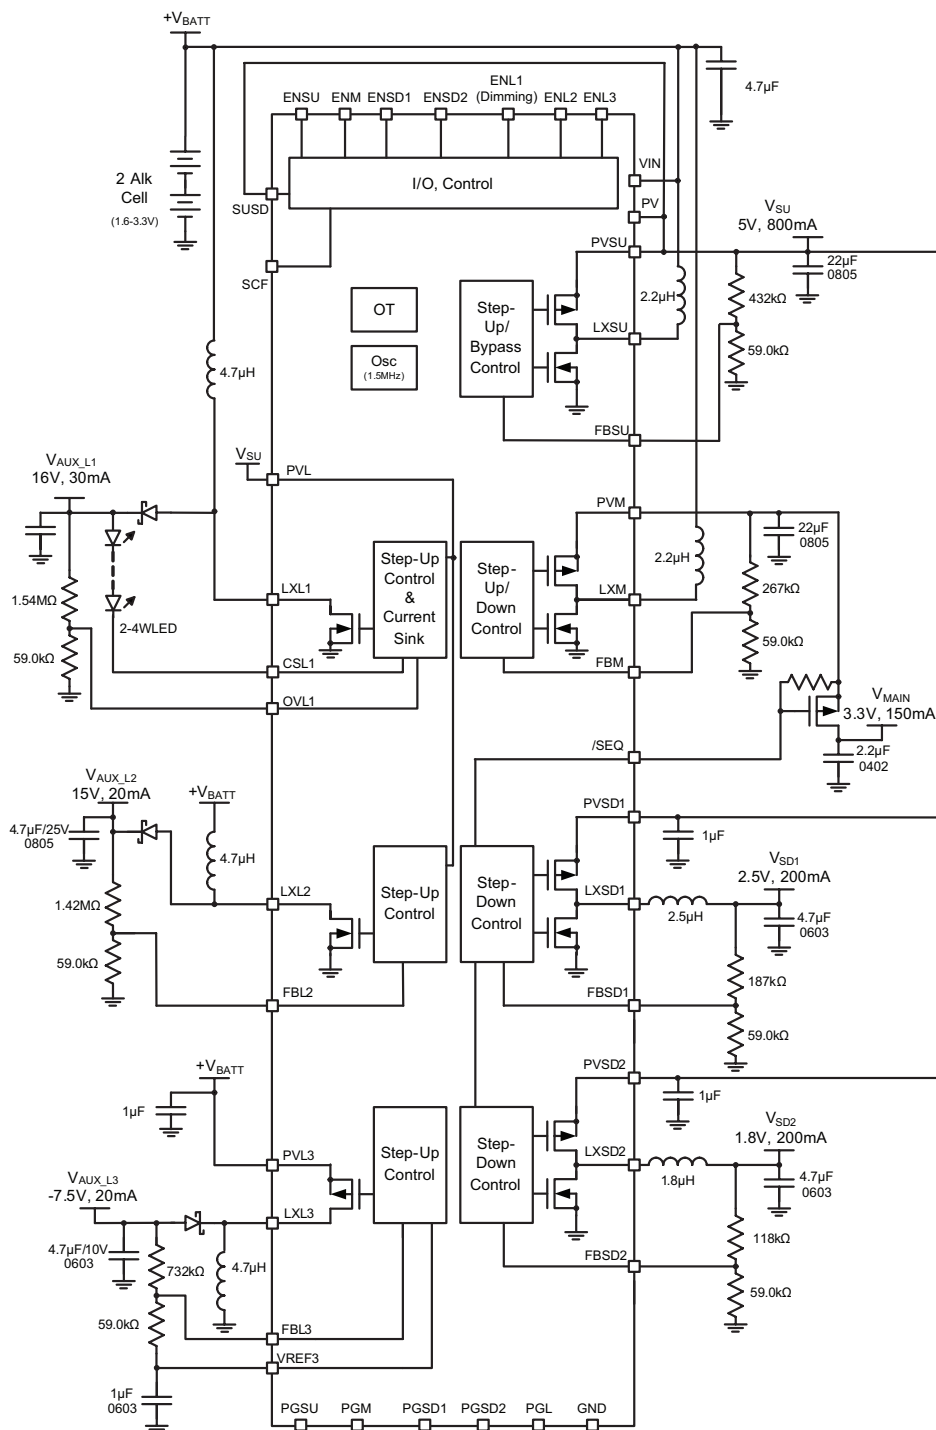 +VBATT
ENL1
ENSU ENM ENSD1 ENSD2 (Dimming) ENL2 ENL3
4.7µF
VIN
2 Alk
Cell
(1.6-3.3V)
I/O, Control
SUSD
PV
VSU
5V, 800mA
PVSU
SCF
22µF
0805
OT
Step-
Up/
Bypass
Control
2.2µH
432kΩ
LXSU
Osc
(1.5MHz)
59.0kΩ
4.7µH
FBSU
VSU
PVL
VAUX_L1
16V, 30mA
PVM
22µF
0805
Step-Up
Control
&
Current
Sink
Step-
Up/
Down
Control
2.2µH
267kΩ
1.54MΩ
LXL1
LXM
2-4WLED
59.0kΩ
59.0kΩ
CSL1
FBM
OVL1
VMAIN
3.3V, 150mA
/SEQ
2.2µF
0402
VAUX_L2
15V, 20mA
+VBATT
PVSD1
4.7µF/25V
0805
1µF
4.7µH
VSD1
2.5V, 200mA
Step-Up
Control
Step-
Down
Control
LXL2
LXSD1
2.5µH
4.7µF
0603
1.42MΩ
59.0kΩ
187kΩ
FBL2
FBSD1
59.0kΩ
+VBATT
PVSD2
1µF
1µF
VSD2
1.8V, 200mA
Step-Up
Control
Step-
Down
Control
PVL3
LXSD2
1.8µH
4.7µF
0603
VAUX_L3
-7.5V, 20mA
LXL3
4.7µF/10V
0603
732kΩ
4.7µH
118kΩ
FBSD2
59.0kΩ
59.0kΩ
FBL3
VREF3
1µF
0603
PGSU PGM PGSD1 PGSD2 PGL GND